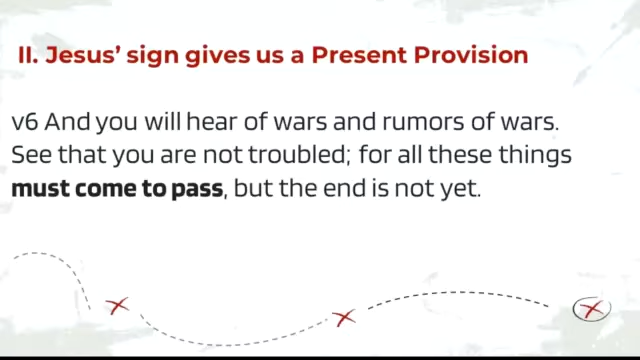 II. Jesus’ sign gives us a Present Provision
v6 And you will hear of wars and rumors of wars.
See that you are not troubled; for all these things
must come to pass, but the end is not yet.